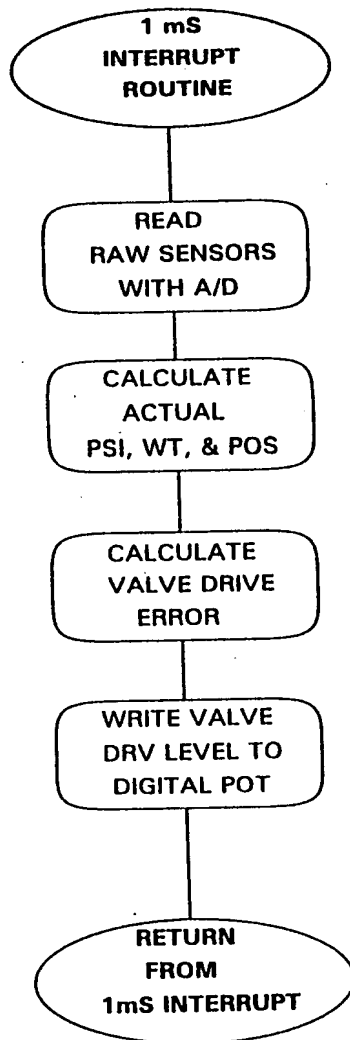 1 mS
INTERRUPT
ROUTINE
READ
RAW SENSORS
WITH A/D
CALCULATE
ACTUAL
PSI, WT, & POS
CALCULATE
VALVE DRIVE
ERROR
WRITE VALVE
DRV LEVEL TO
DIGITAL POT
RETURN
FROM
1mS INTERRUPT